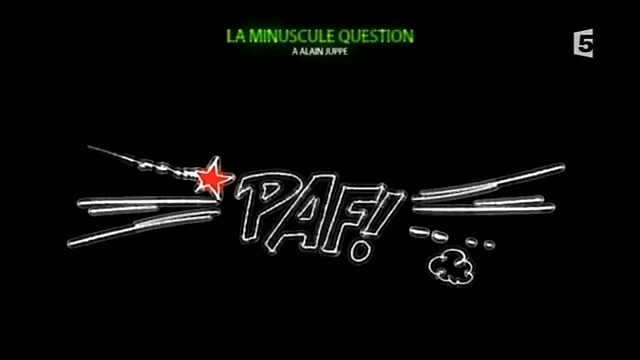 LA MINUSCULE QUESTION
A ALAIN JUPPE
5
PAF!